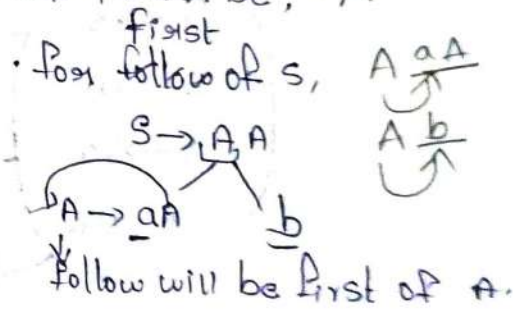 first
• for follow of S, A aA
S → A, A A b
A → aA b
follow will be first of A.